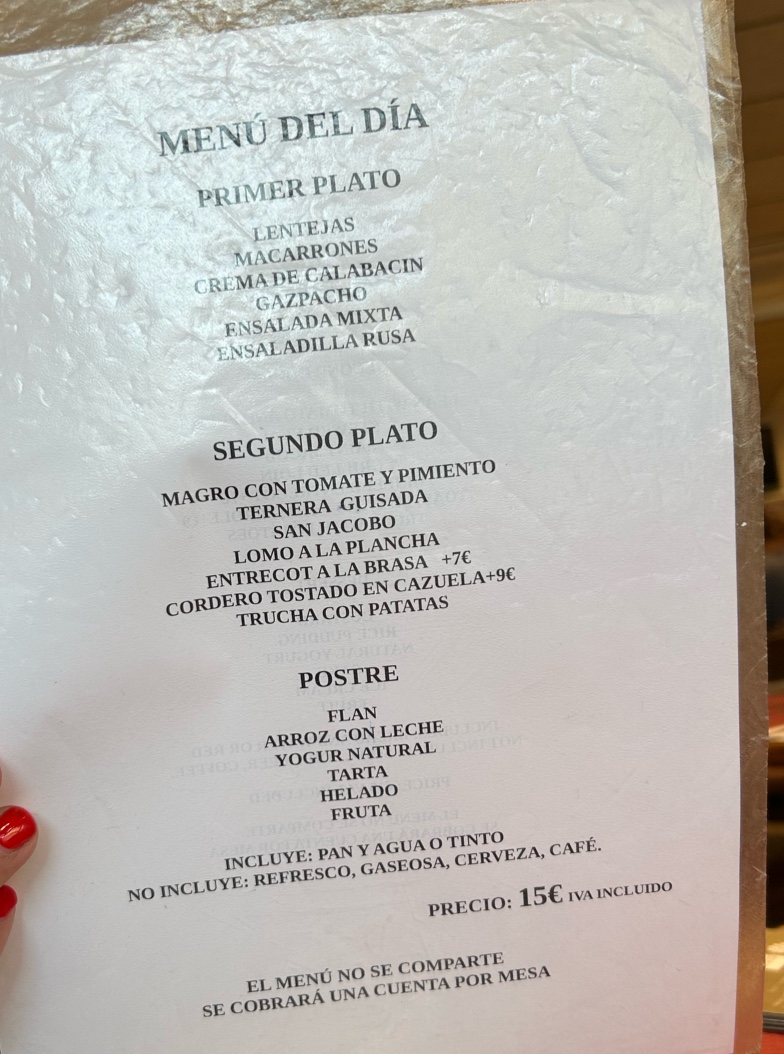 MENÚ DEL DÍA
PRIMER PLATO
LENTEJAS
MACARRONES
CREMA DE CALABACIN
GAZPACHO
ENSALADA MIXTA
ENSALADILLA RUSA
SEGUNDO PLATO
MAGRO CON TOMATE Y PIMIENTO
TERNERA GUISADA
SAN JACOBO
LOMO A LA PLANCHA
ENTRECOT A LA BRASA +7€
CORDERO TOSTADO EN CAZUELA+9€
TRUCHA CON PATATAS
POSTRE
FLAN
ARROZ CON LECHE
YOGUR NATURAL
TARTA
HELADO
FRUTA
INCLUYE: PAN Y AGUA O TINTO
NO INCLUYE: REFRESCO, GASEOSA, CERVEZA, CAFÉ.
PRECIO: 15€ IVA INCLUIDO
EL MENÚ NO SE COMPARTE
SE COBRARÁ UNA CUENTA POR MESA